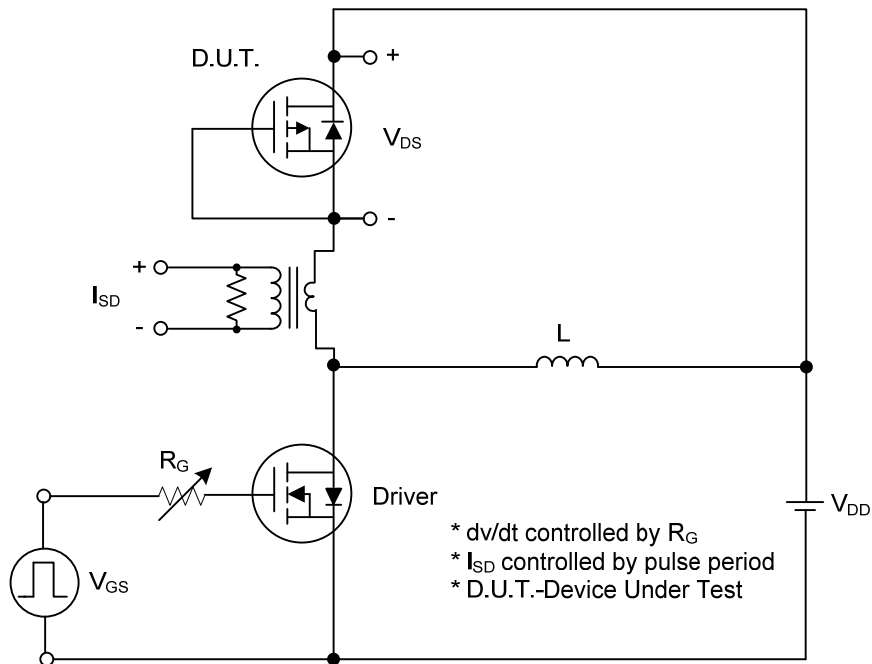 D.U.T.
+
VDS
-
+
ISD
-
L
RG
Driver
VDD
VGS
* dv/dt controlled by RG
* ISD controlled by pulse period
* D.U.T.-Device Under Test